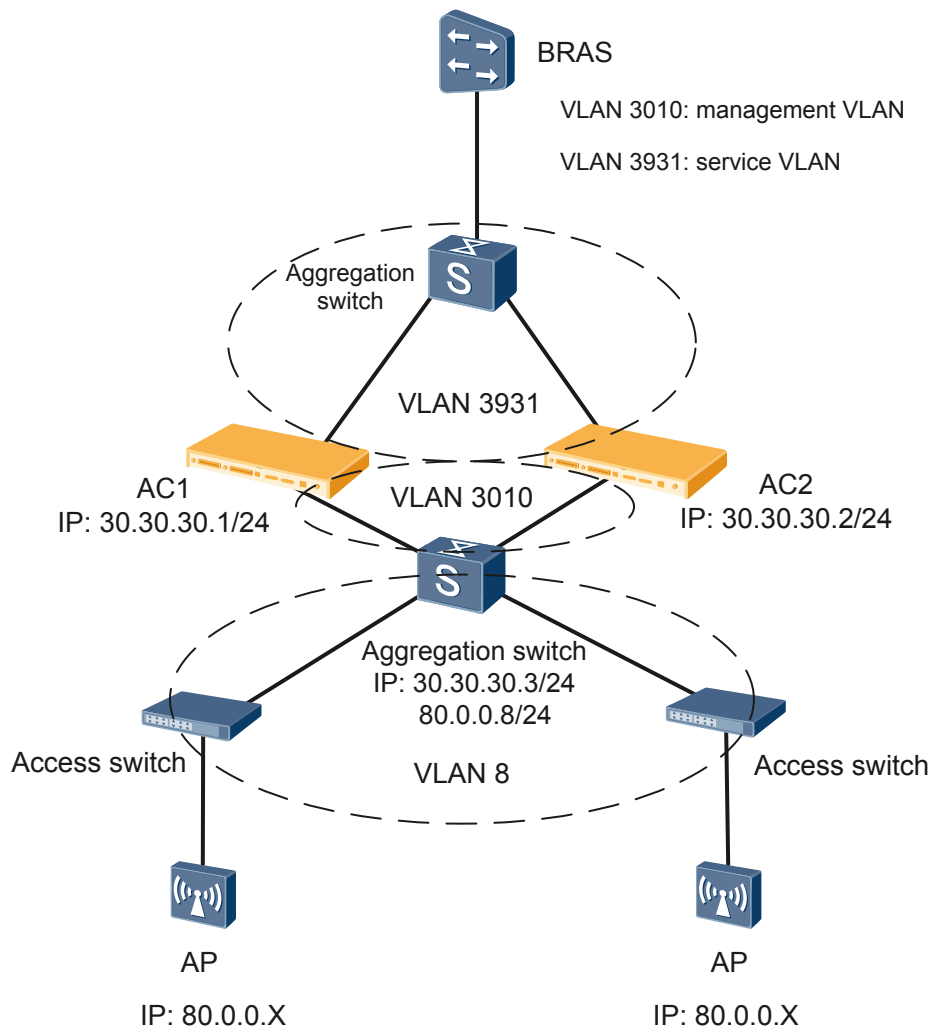 BRAS
VLAN 3010: management VLAN
VLAN 3931: service VLAN
Aggregation
switch
S
VLAN 3931
AC1
IP: 30.30.30.1/24
VLAN 3010
AC2
IP: 30.30.30.2/24
S
Aggregation switch
IP: 30.30.30.3/24
80.0.0.8/24
Access switch
VLAN 8
Access switch
AP
IP: 80.0.0.X
AP
IP: 80.0.0.X